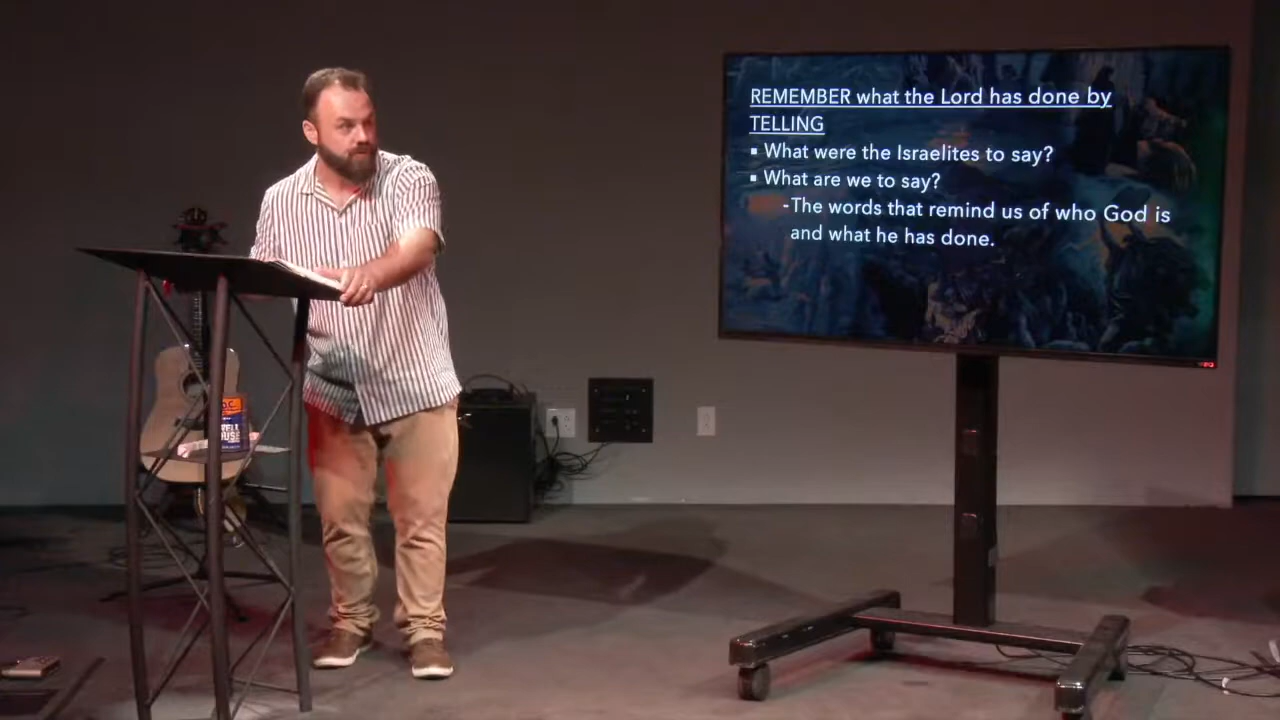 REMEMBER what the Lord has done by
TELLING
▪ What were the Israelites to say?
▪ What are we to say?
-The words that remind us of who God is
and what he has done.